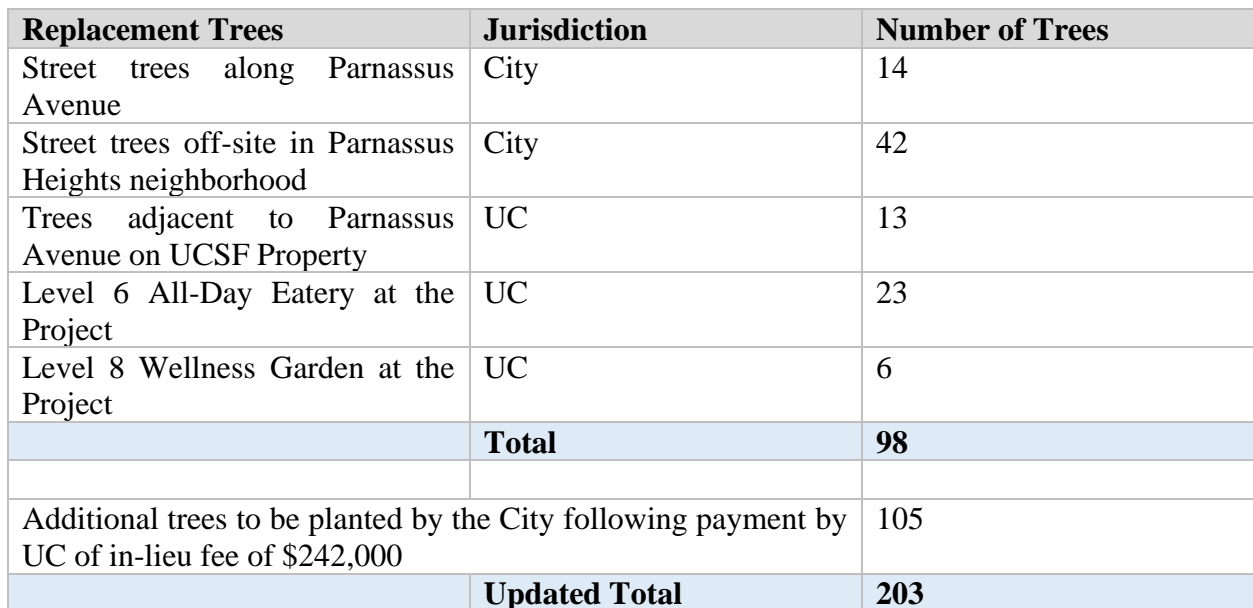 Replacement Trees Jurisdiction Number of Trees
Street trees along Parnassus City 14
Avenue
Street trees off-site in Parnassus City 42
Heights neighborhood
Trees adjacent to Parnassus UC 13
Avenue on UCSF Property
Level 6 All-Day Eatery at the UC 23
Project
Level 8 Wellness Garden at the UC 6
Project
Total 98
Additional trees to be planted by the City following payment by 105
UC of in-lieu fee of $242,000
Updated Total 203